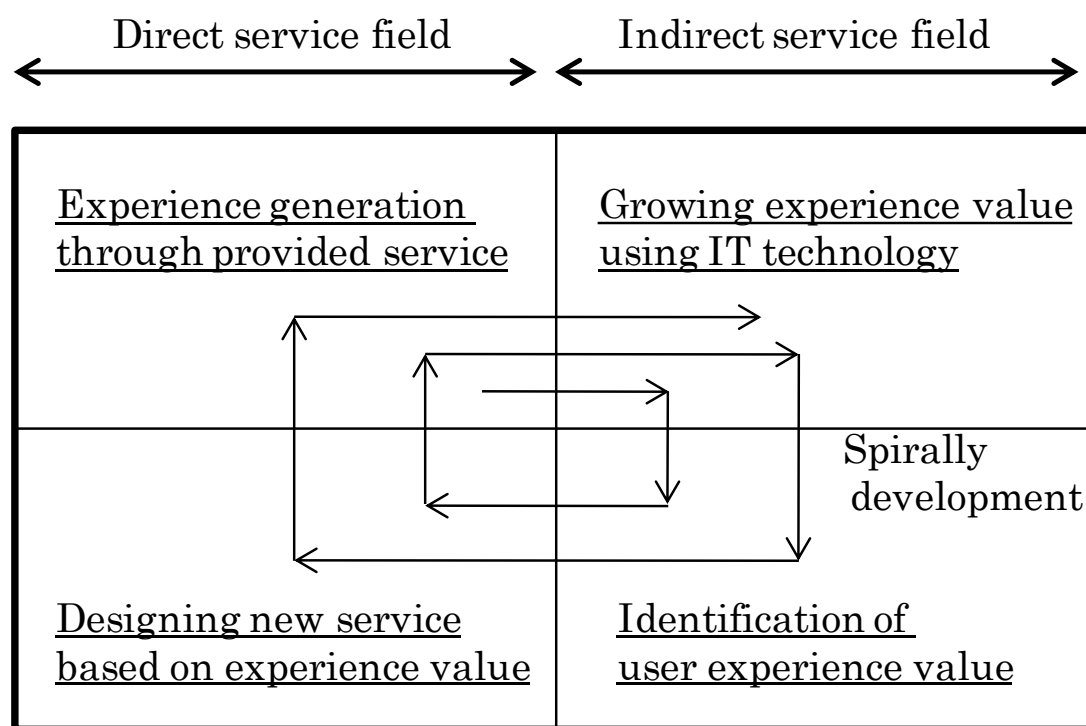 Direct service field
Indirect service field
Experience generation
through provided service
Growing experience value
using IT technology
Spirally
development
Designing new service
based on experience value
Identification of
user experience value